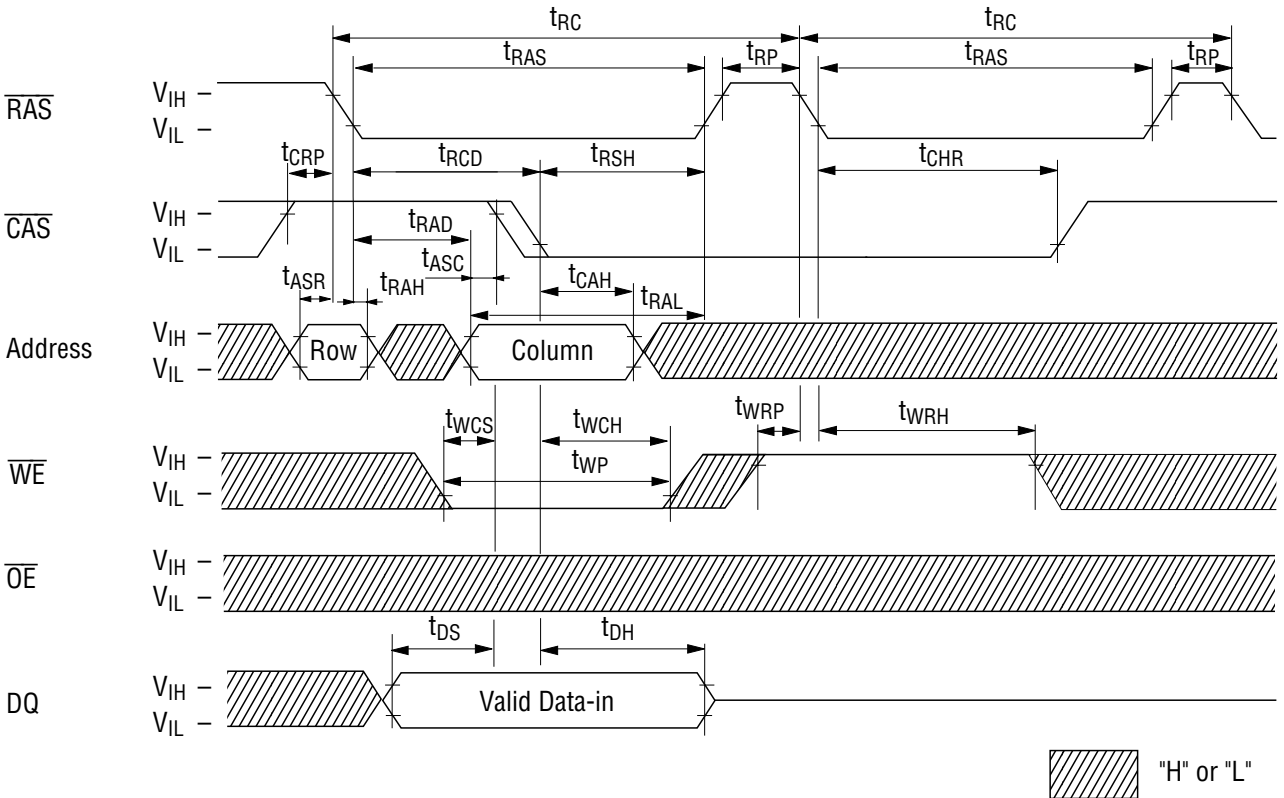 tRC tRC
tRAS tRP tRAS tRP
RAS VIH –
VIL –
tCRP tRCD tRSH tCHR
CAS VIH –
VIL –
tRAD
tASC
tASR tRAH tCAH
tRAL
Address VIH –
VIL –
Row Column
tWCS tWCH tWRP tWRH
tWP
WE VIH –
VIL –
OE VIH –
VIL –
tDS tDH
DQ VIH –
VIL –
Valid Data-in
"H" or "L"